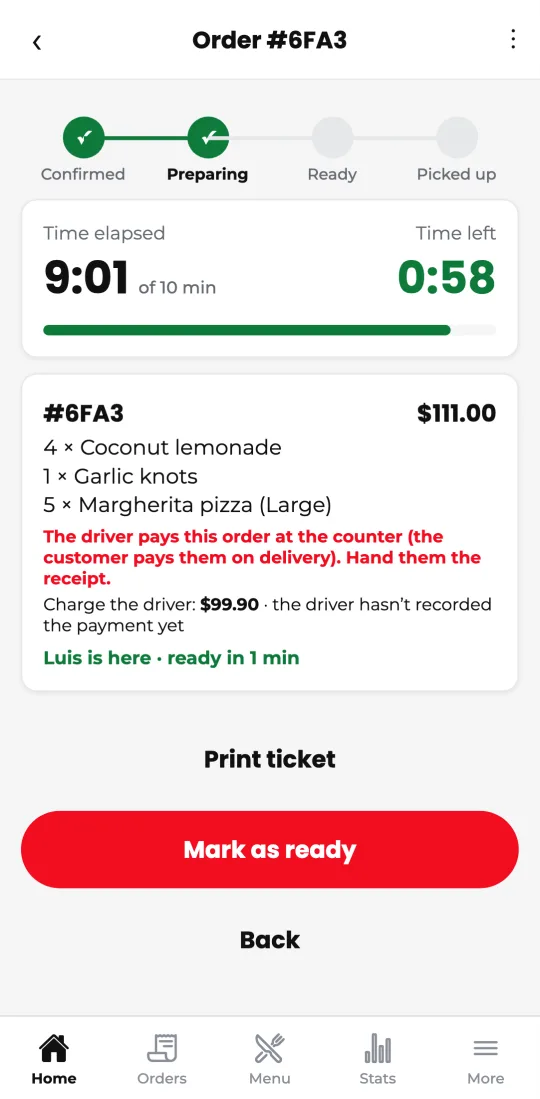 Order #6FA3
Confirmed
Preparing
Ready
Picked up
Time elapsed
Time left
9:01 of 10 min
0:58
#6FA3
$111.00
4 × Coconut lemonade
1 × Garlic knots
5 × Margherita pizza (Large)
The driver pays this order at the counter (the
customer pays them on delivery). Hand them the
receipt.
Charge the driver: $99.90 · the driver hasn’t recorded
the payment yet
Luis is here · ready in 1 min
Print ticket
Mark as ready
Back
Home
Orders
Menu
Stats
More